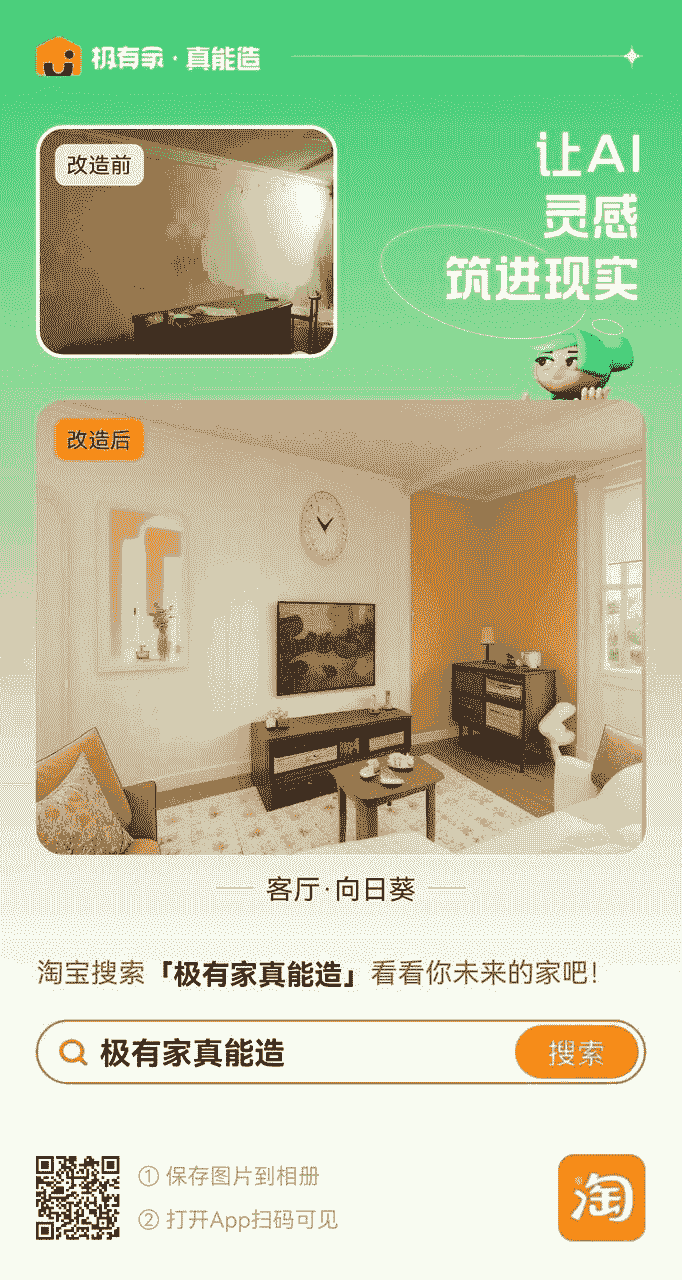 极有家·真能造
改造前
让AI
灵感
筑进现实
改造后
客厅·向日葵
淘宝搜索「极有家真能造」看看你未来的家吧！
极有家真能造
搜索
① 保存图片到相册
② 打开App扫码可见
淘